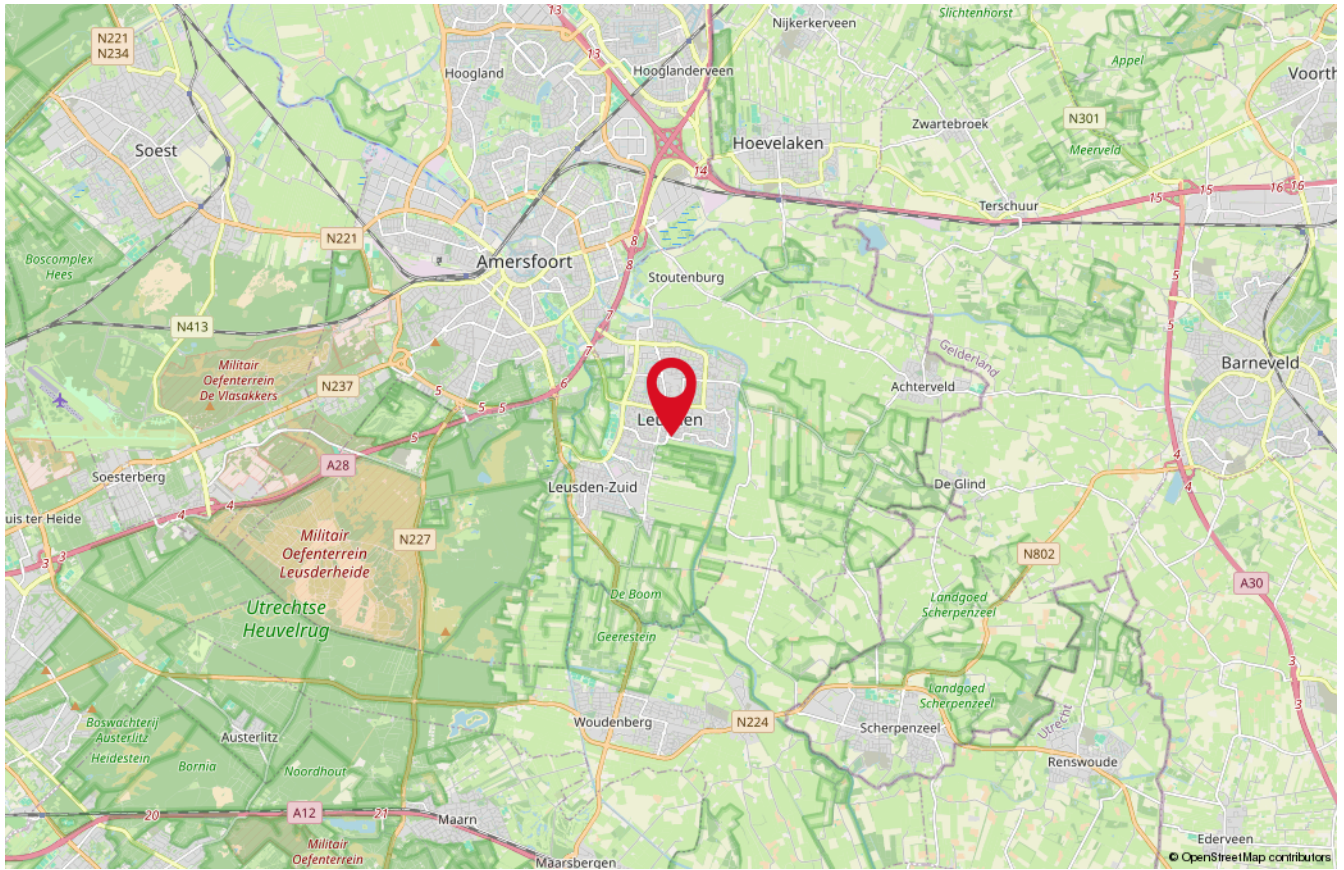 13
N221
N234
Nijkerkerveen
Slichtenhorst
13
Hoogland
Hooglanderveen
Appel
Voorth
N301
Zwartebroek
Soest
Hoevelaken
Meerveld
14
15
15
16
16
Terschuur
N221
8
Boscomplex
Hees
Amersfoort
8
Stoutenburg
5
N413
7
5
Gelderland
7
Militair
Oefenterrein
De Vlasakkers
N237
5
6
Achterveld
Barneveld
5
5
Leusden
5
A28
Soesterberg
4
4
Leusden-Zuid
De Glind
4
4
uis ter Heide
3
3
Militair
Oefenterrein
Leusderheide
N227
N802
A30
Utrechtse
Heuvelrug
De Boom
Geerestein
Landgoed
Scherpenzeel
3
3
Landgoed
Scherpenzeel
Boswachterij
Austerlitz
Heidestein
Austerlitz
Woudenberg
N224
Scherpenzeel
Utrecht
Bornia
Noordhout
Renswoude
20
A12
21
Maarn
Militair
Oefenterrein
Maarsbergen
Ederveen
© OpenStreetMap contributors